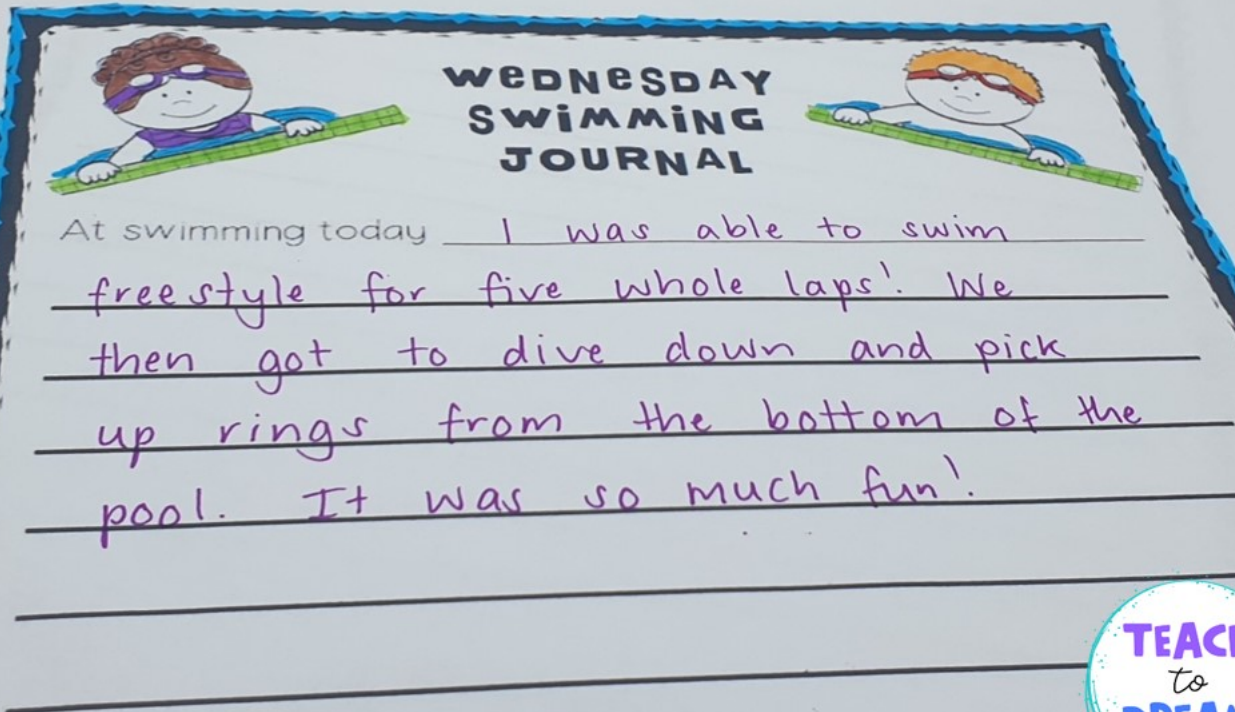 WEDNESDAY
SWIMMING
JOURNAL
At swimming today I was able to swim
freestyle for five whole laps! We
then got to dive down and pick
up rings from the bottom of the
pool. It was so much fun!
to